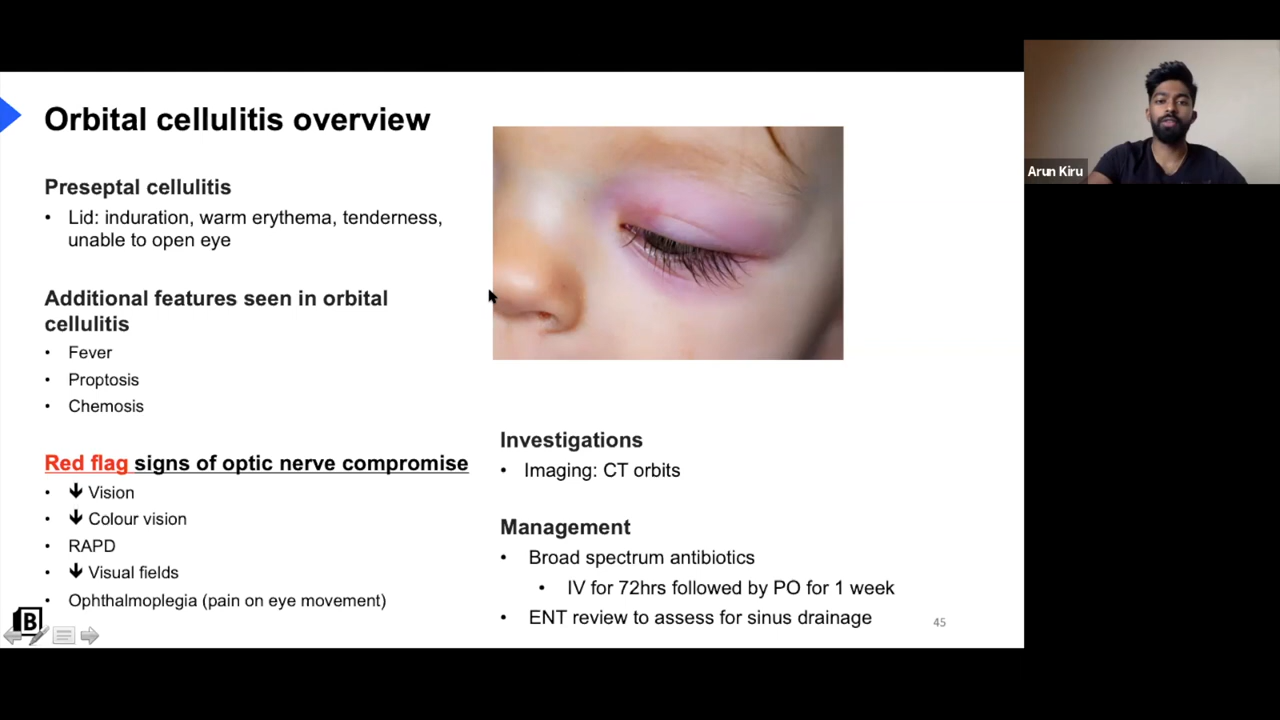 Orbital cellulitis overview
Preseptal cellulitis
• Lid: induration, warm erythema, tenderness,
unable to open eye
Additional features seen in orbital
cellulitis
• Fever
• Proptosis
• Chemosis
Red flag signs of optic nerve compromise
• 🡳 Vision
• 🡳 Colour vision
• RAPD
• 🡳 Visual fields
• Ophthalmoplegia (pain on eye movement)
B
Investigations
• Imaging: CT orbits
Management
• Broad spectrum antibiotics
• IV for 72hrs followed by PO for 1 week
• ENT review to assess for sinus drainage
45
Arun Kiru